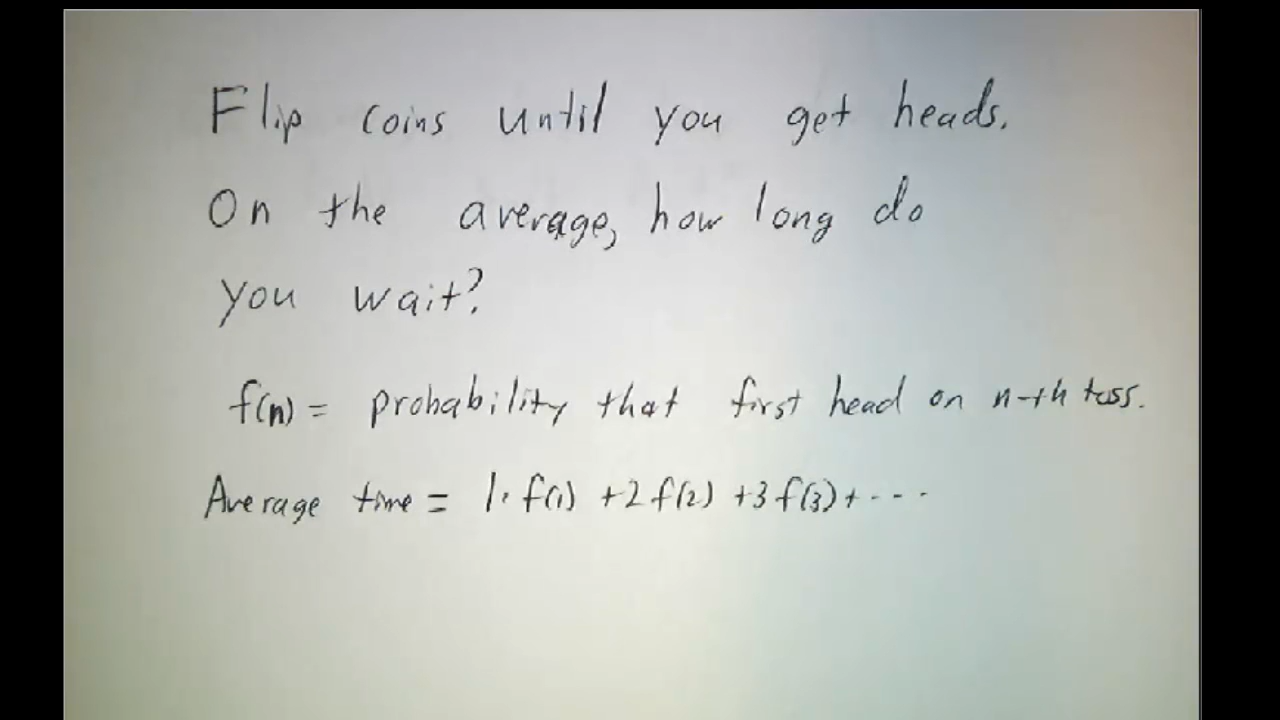 Flip coins until you get heads.
On the average, how long do
you wait?
f(n) = probability that first head on n-th toss.
Average time = 1. f(1) +2 f(2) +3 f(3) + - - -